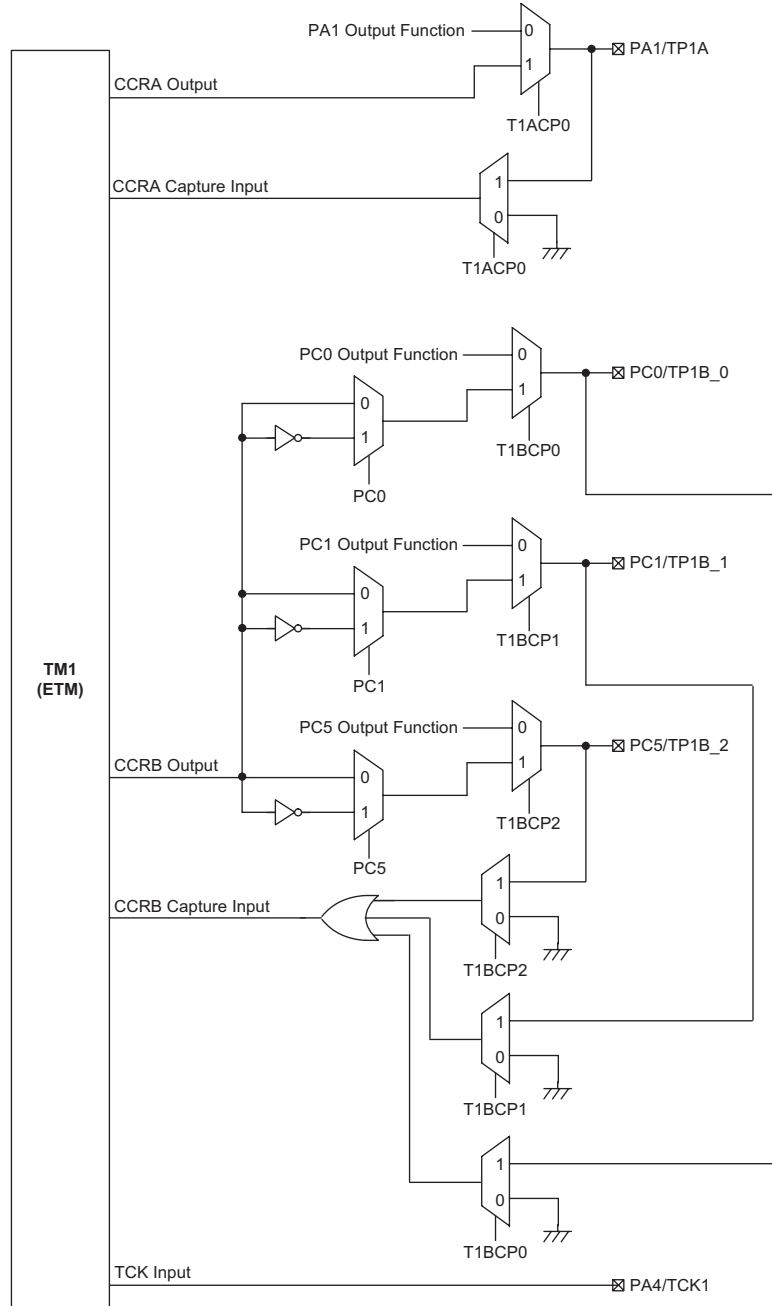 PA1 Output Function
0
1
PA1/TP1A
CCRA Output
T1ACP0
CCRA Capture Input
1
0
T1ACP0
PC0 Output Function
0
1
PC0/TP1B_0
0
1
T1BCP0
PC0
PC1 Output Function
0
1
PC1/TP1B_1
0
1
T1BCP1
PC1
TM1
(ETM)
PC5 Output Function
0
1
PC5/TP1B_2
CCRB Output
0
1
T1BCP2
PC5
1
0
CCRB Capture Input
T1BCP2
1
0
T1BCP1
1
0
T1BCP0
TCK Input
PA4/TCK1